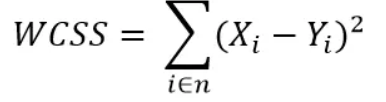 WCSS = ∑_{i∈n} (X_i − Y_i)^2